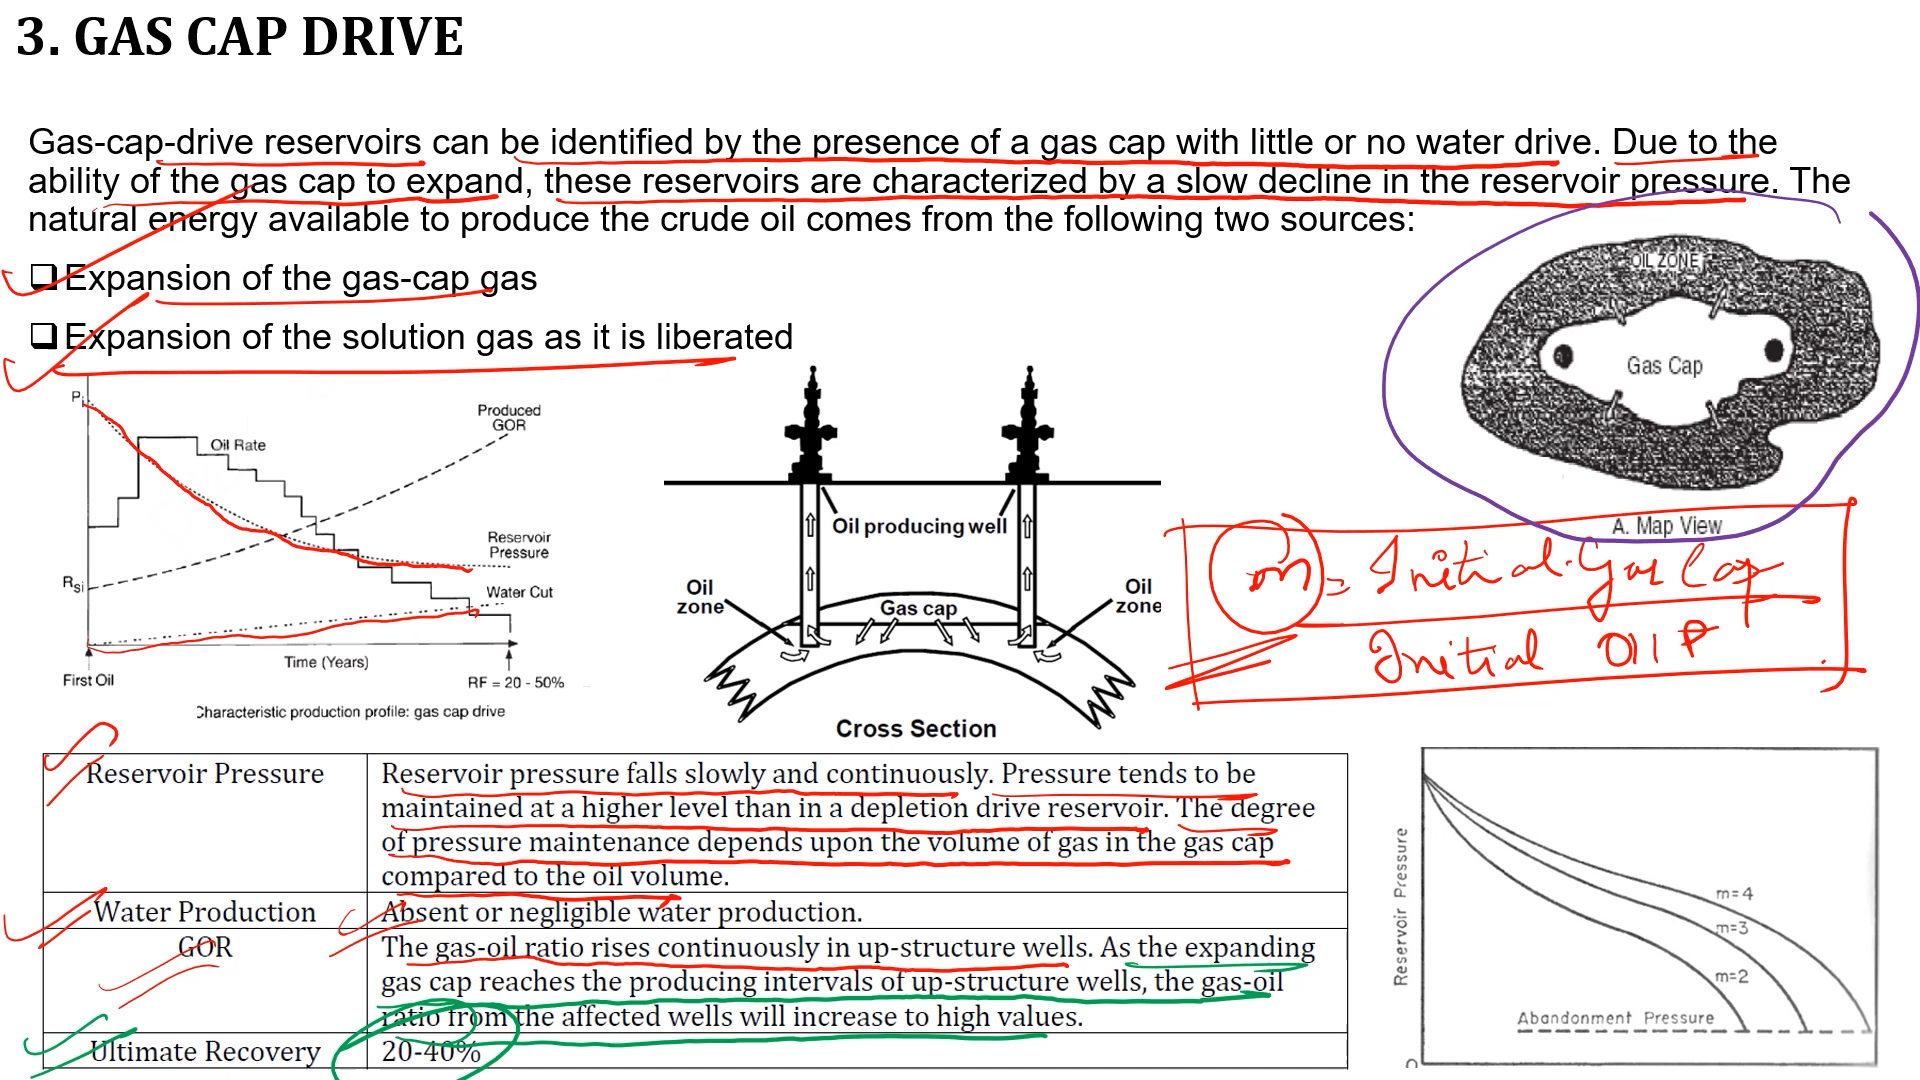 3. GAS CAP DRIVE
Gas-cap-drive reservoirs can be identified by the presence of a gas cap with little or no water drive. Due to the
ability of the gas cap to expand, these reservoirs are characterized by a slow decline in the reservoir pressure. The
natural energy available to produce the crude oil comes from the following two sources:
Expansion of the gas-cap gas
Expansion of the solution gas as it is liberated
OIL ZONE
Gas Cap
A. Map View
Pi
Produced
GOR
Oil Rate
Reservoir
Pressure
Rsi
Water Cut
Time (Years)
First Oil
RF = 20 - 50%
Characteristic production profile: gas cap drive
Oil producing well
Oil
zone
Gas cap
Oil
zone
Cross Section
m = Initial Gas Cap
Initial Oil
Reservoir Pressure
Reservoir pressure falls slowly and continuously. Pressure tends to be
maintained at a higher level than in a depletion drive reservoir. The degree
of pressure maintenance depends upon the volume of gas in the gas cap
compared to the oil volume.
Water Production
Absent or negligible water production.
GOR
The gas-oil ratio rises continuously in up-structure wells. As the expanding
gas cap reaches the producing intervals of up-structure wells, the gas-oil
ratio from the affected wells will increase to high values.
Ultimate Recovery
20-40%
Reservoir Pressure
m=4
m=3
m=2
Abandonment Pressure
0